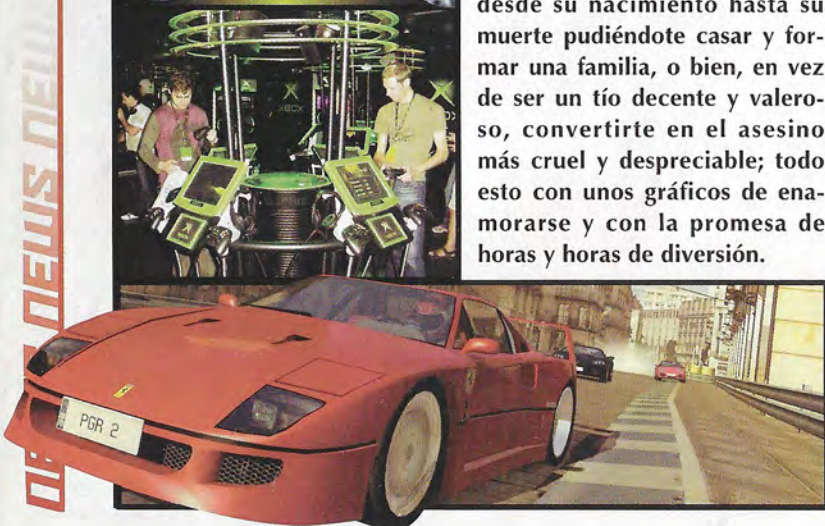 desde su nacimiento hasta su
muerte pudiéndote casar y for-
mar una familia, o bien, en vez
de ser un tío decente y valero-
so, convertirte en el asesino
más cruel y despreciable; todo
esto con unos gráficos de ena-
morarse y con la promesa de
horas y horas de diversión.
news news
XBOX
PGR 2